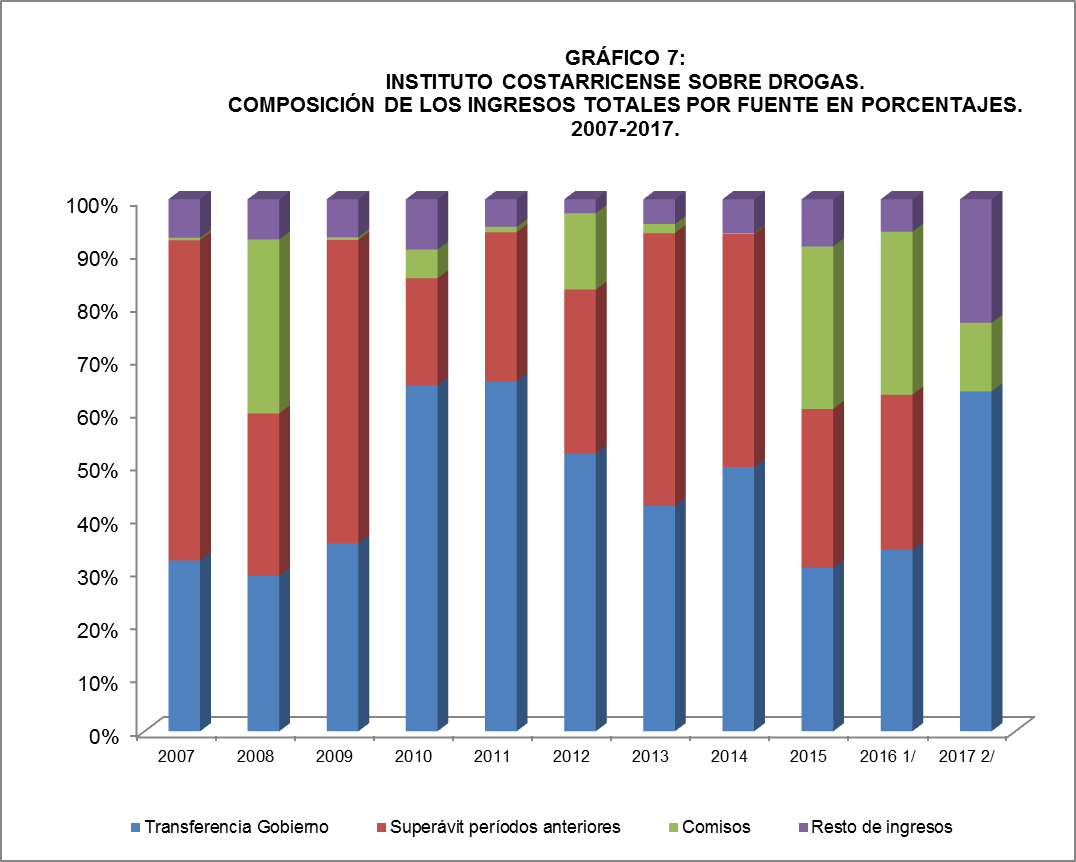 GRÁFICO 7:
INSTITUTO COSTARRICENSE SOBRE DROGAS.
COMPOSICIÓN DE LOS INGRESOS TOTALES POR FUENTE EN PORCENTAJES.
2007-2017.
100%
90%
80%
70%
60%
50%
40%
30%
20%
10%
0%
2007 2008 2009 2010 2011 2012 2013 2014 2015 2016 1/ 2017 2/
Transferencia Gobierno Superávit períodos anteriores Comisos Resto de ingresos